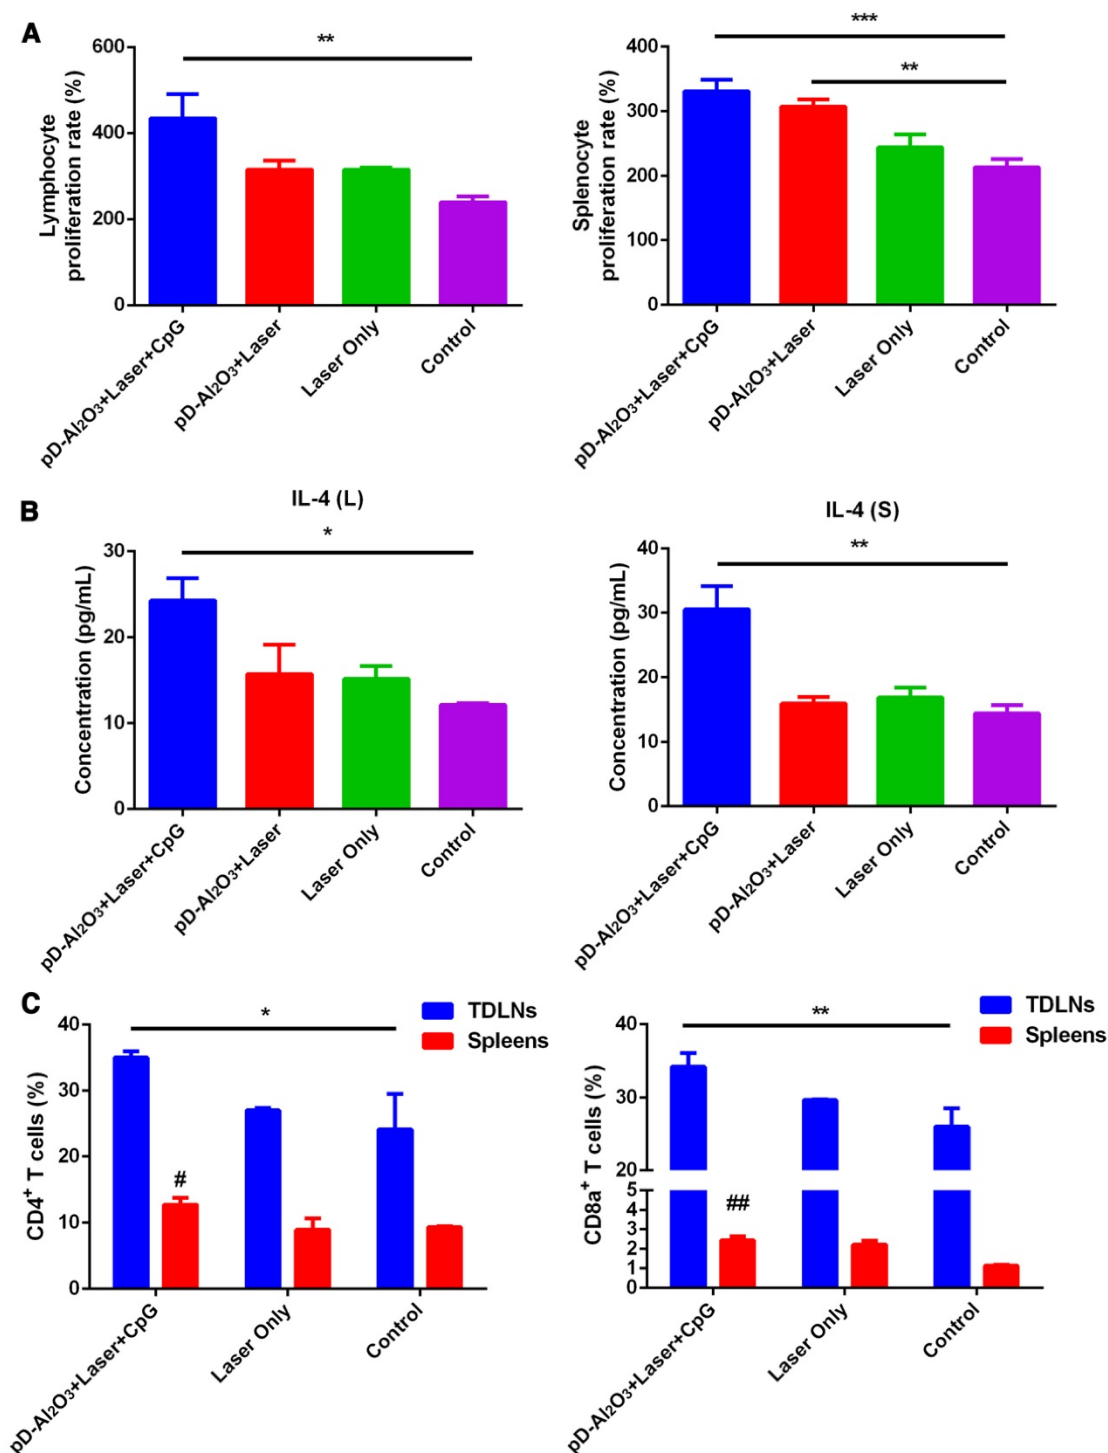 A
**
600
400
200
0
Lymphocyte
proliferation rate (%)
pD-Al₂O₃+Laser+CpG
pD-Al₂O₃+Laser
Laser Only
Control
***
**
400
300
200
100
0
Splenocyte
proliferation rate (%)
pD-Al₂O₃+Laser+CpG
pD-Al₂O₃+Laser
Laser Only
Control
B
IL-4 (L)
*
30
20
10
0
Concentration (pg/mL)
pD-Al₂O₃+Laser+CpG
pD-Al₂O₃+Laser
Laser Only
Control
IL-4 (S)
**
40
30
20
10
0
Concentration (pg/mL)
pD-Al₂O₃+Laser+CpG
pD-Al₂O₃+Laser
Laser Only
Control
C
TDLNs
Spleens
*
40
30
20
10
0
CD4⁺ T cells (%)
#
pD-Al₂O₃+Laser+CpG
Laser Only
Control
TDLNs
Spleens
**
40
30
20
5
4
3
2
1
0
CD8a⁺ T cells (%)
##
pD-Al₂O₃+Laser+CpG
Laser Only
Control